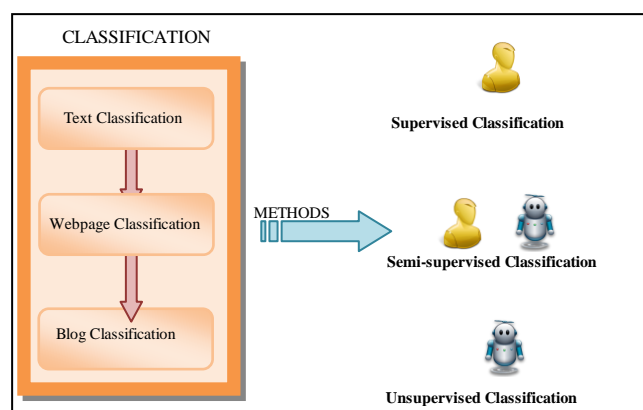 CLASSIFICATION
Text Classification
Webpage Classification
Blog Classification
METHODS
Supervised Classification
Semi-supervised Classification
Unsupervised Classification